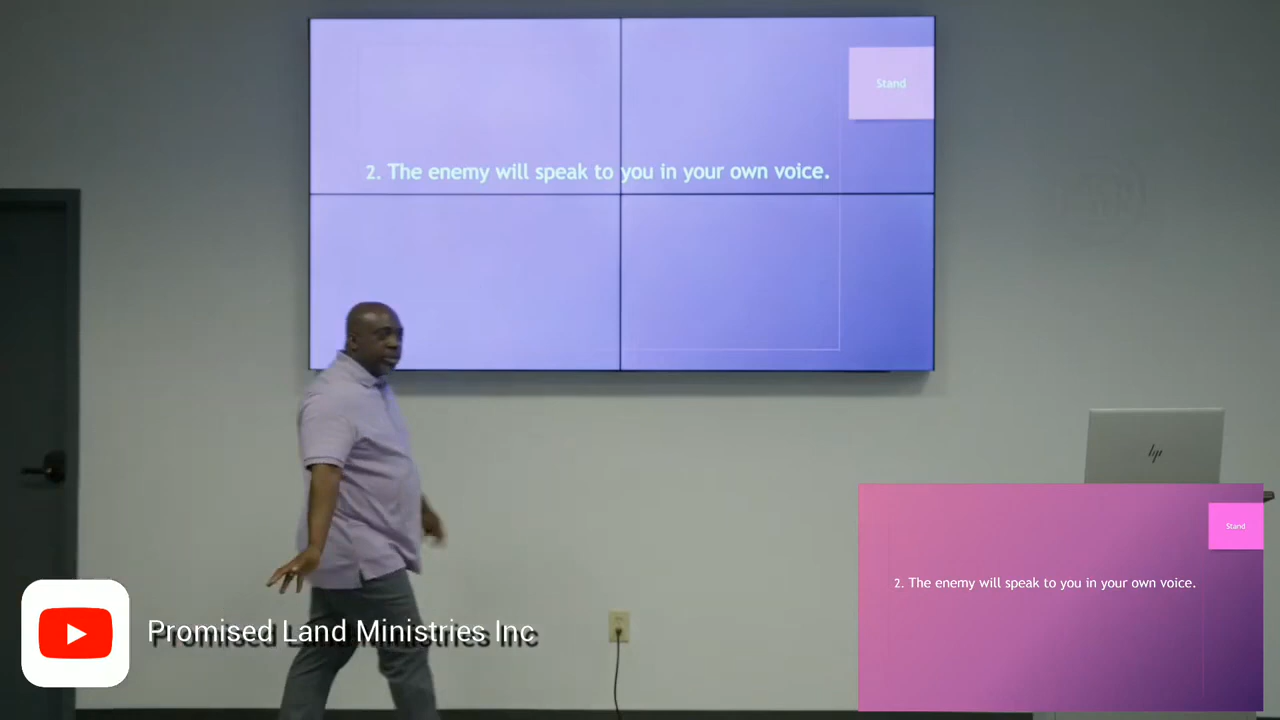 Stand
2. The enemy will speak to you in your own voice.
hp
Stand
2. The enemy will speak to you in your own voice.
Promised Land Ministries Inc